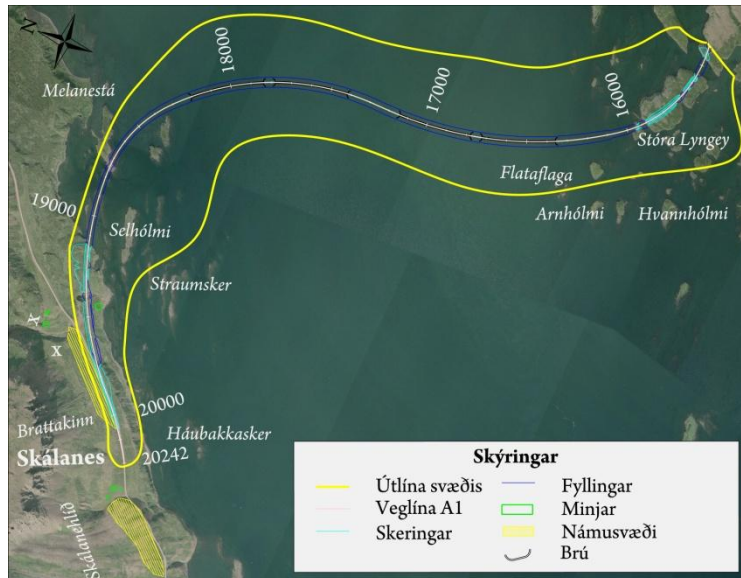 N
18000
Melanestá
17000
16000
Stóra Lyngey
Flataflaga
19000
Arnhólmi
Hvannhólmi
Selhólmi
Straumsker
X
X
Brattakinn
20000
Háubakkasker
Skálanes
20242
Skálanehlíð
Skýringar
Útlína svæðis
Fyllingar
Veglína A1
Minjar
Skeringar
Námusvæði
Brú